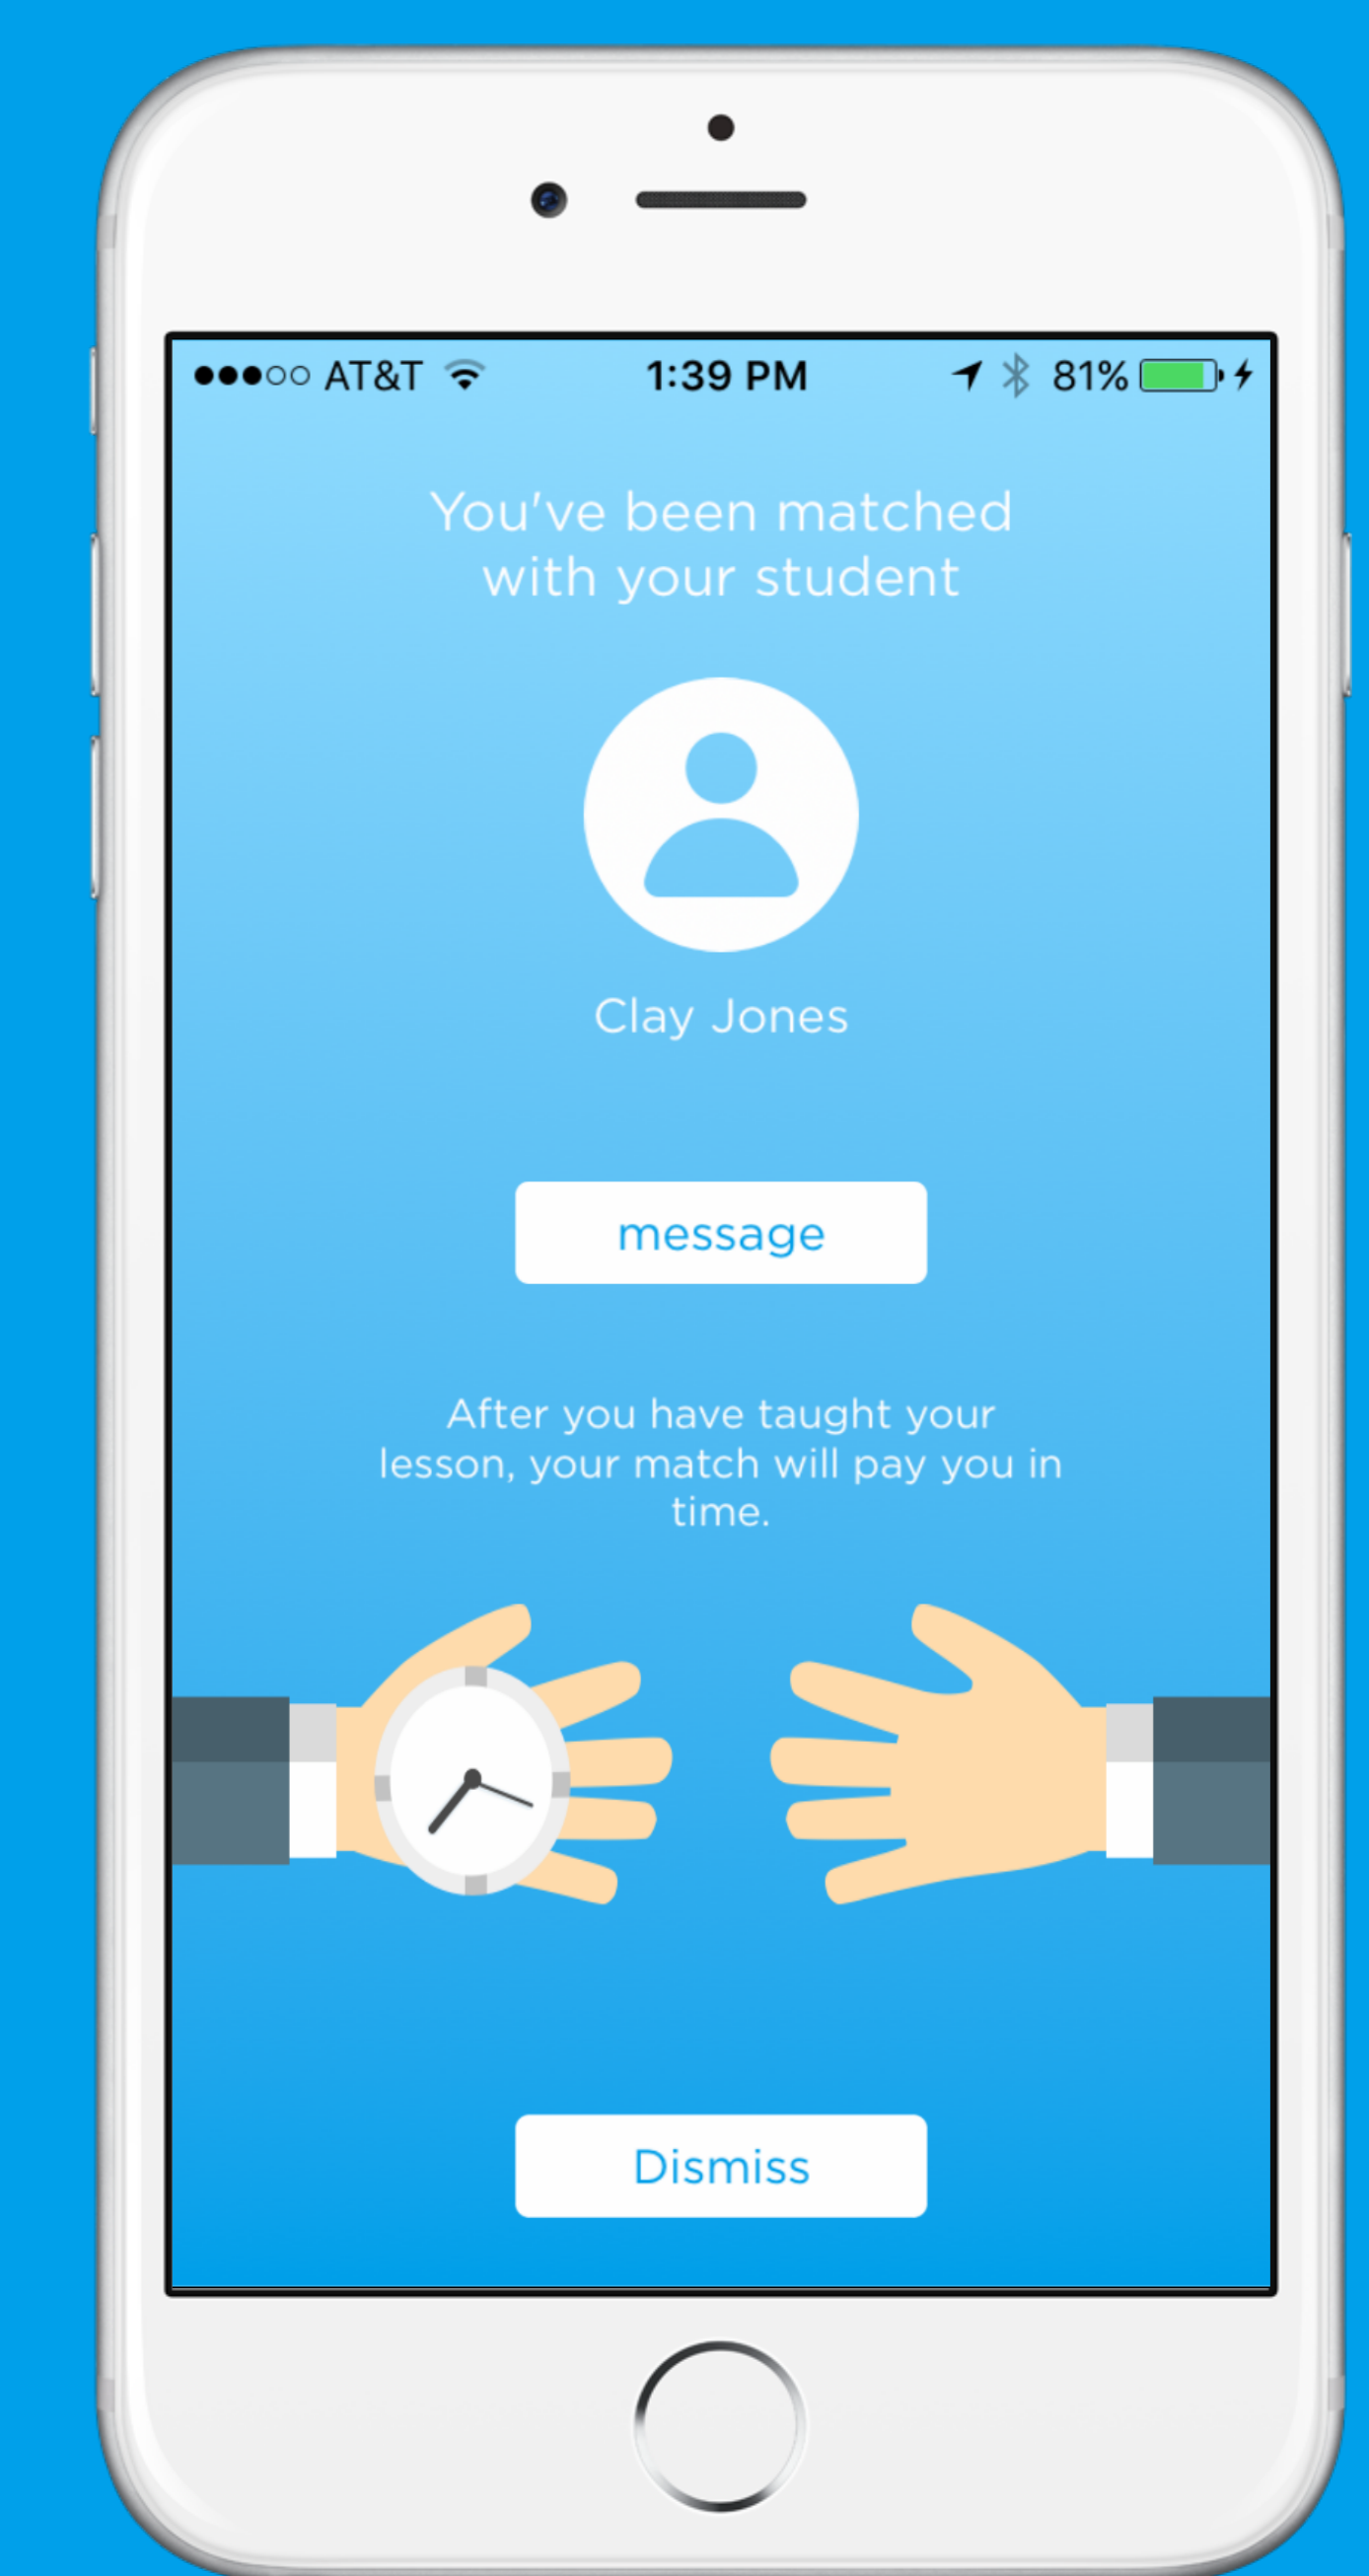 AT&T 1:39 PM 81%
You've been matched
with your student
Clay Jones
message
After you have taught your
lesson, your match will pay you in
time.
Dismiss